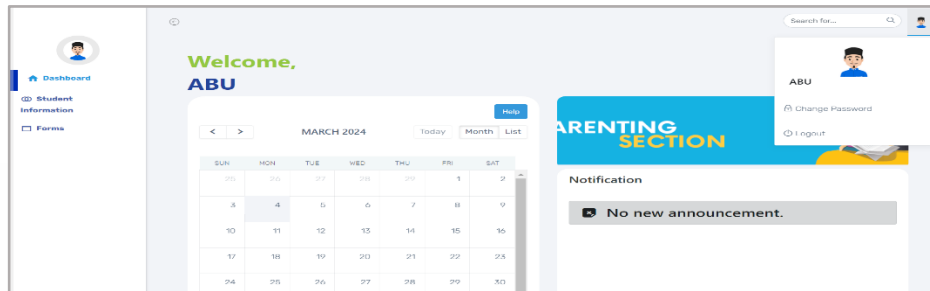 Search for...
Dashboard
Student
Information
Forms
Welcome,
ABU
Help
< >
MARCH 2024
Today Month List
SUN MON TUE WED THU FRI SAT
25 26 27 28 29 1 2
3 4 5 6 7 8 9
10 11 12 13 14 15 16
17 18 19 20 21 22 23
24 25 26 27 28 29 30
ARENTING
SECTION
Notification
No new announcement.
ABU
Change Password
Logout